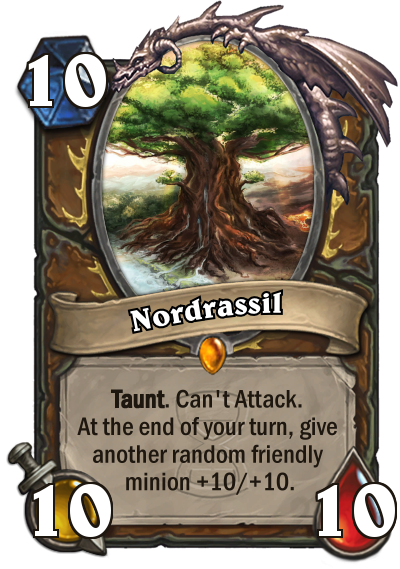 10
Nordrassil
Taunt. Can't Attack.
At the end of your turn, give
another random friendly
minion +10/+10.
10
10